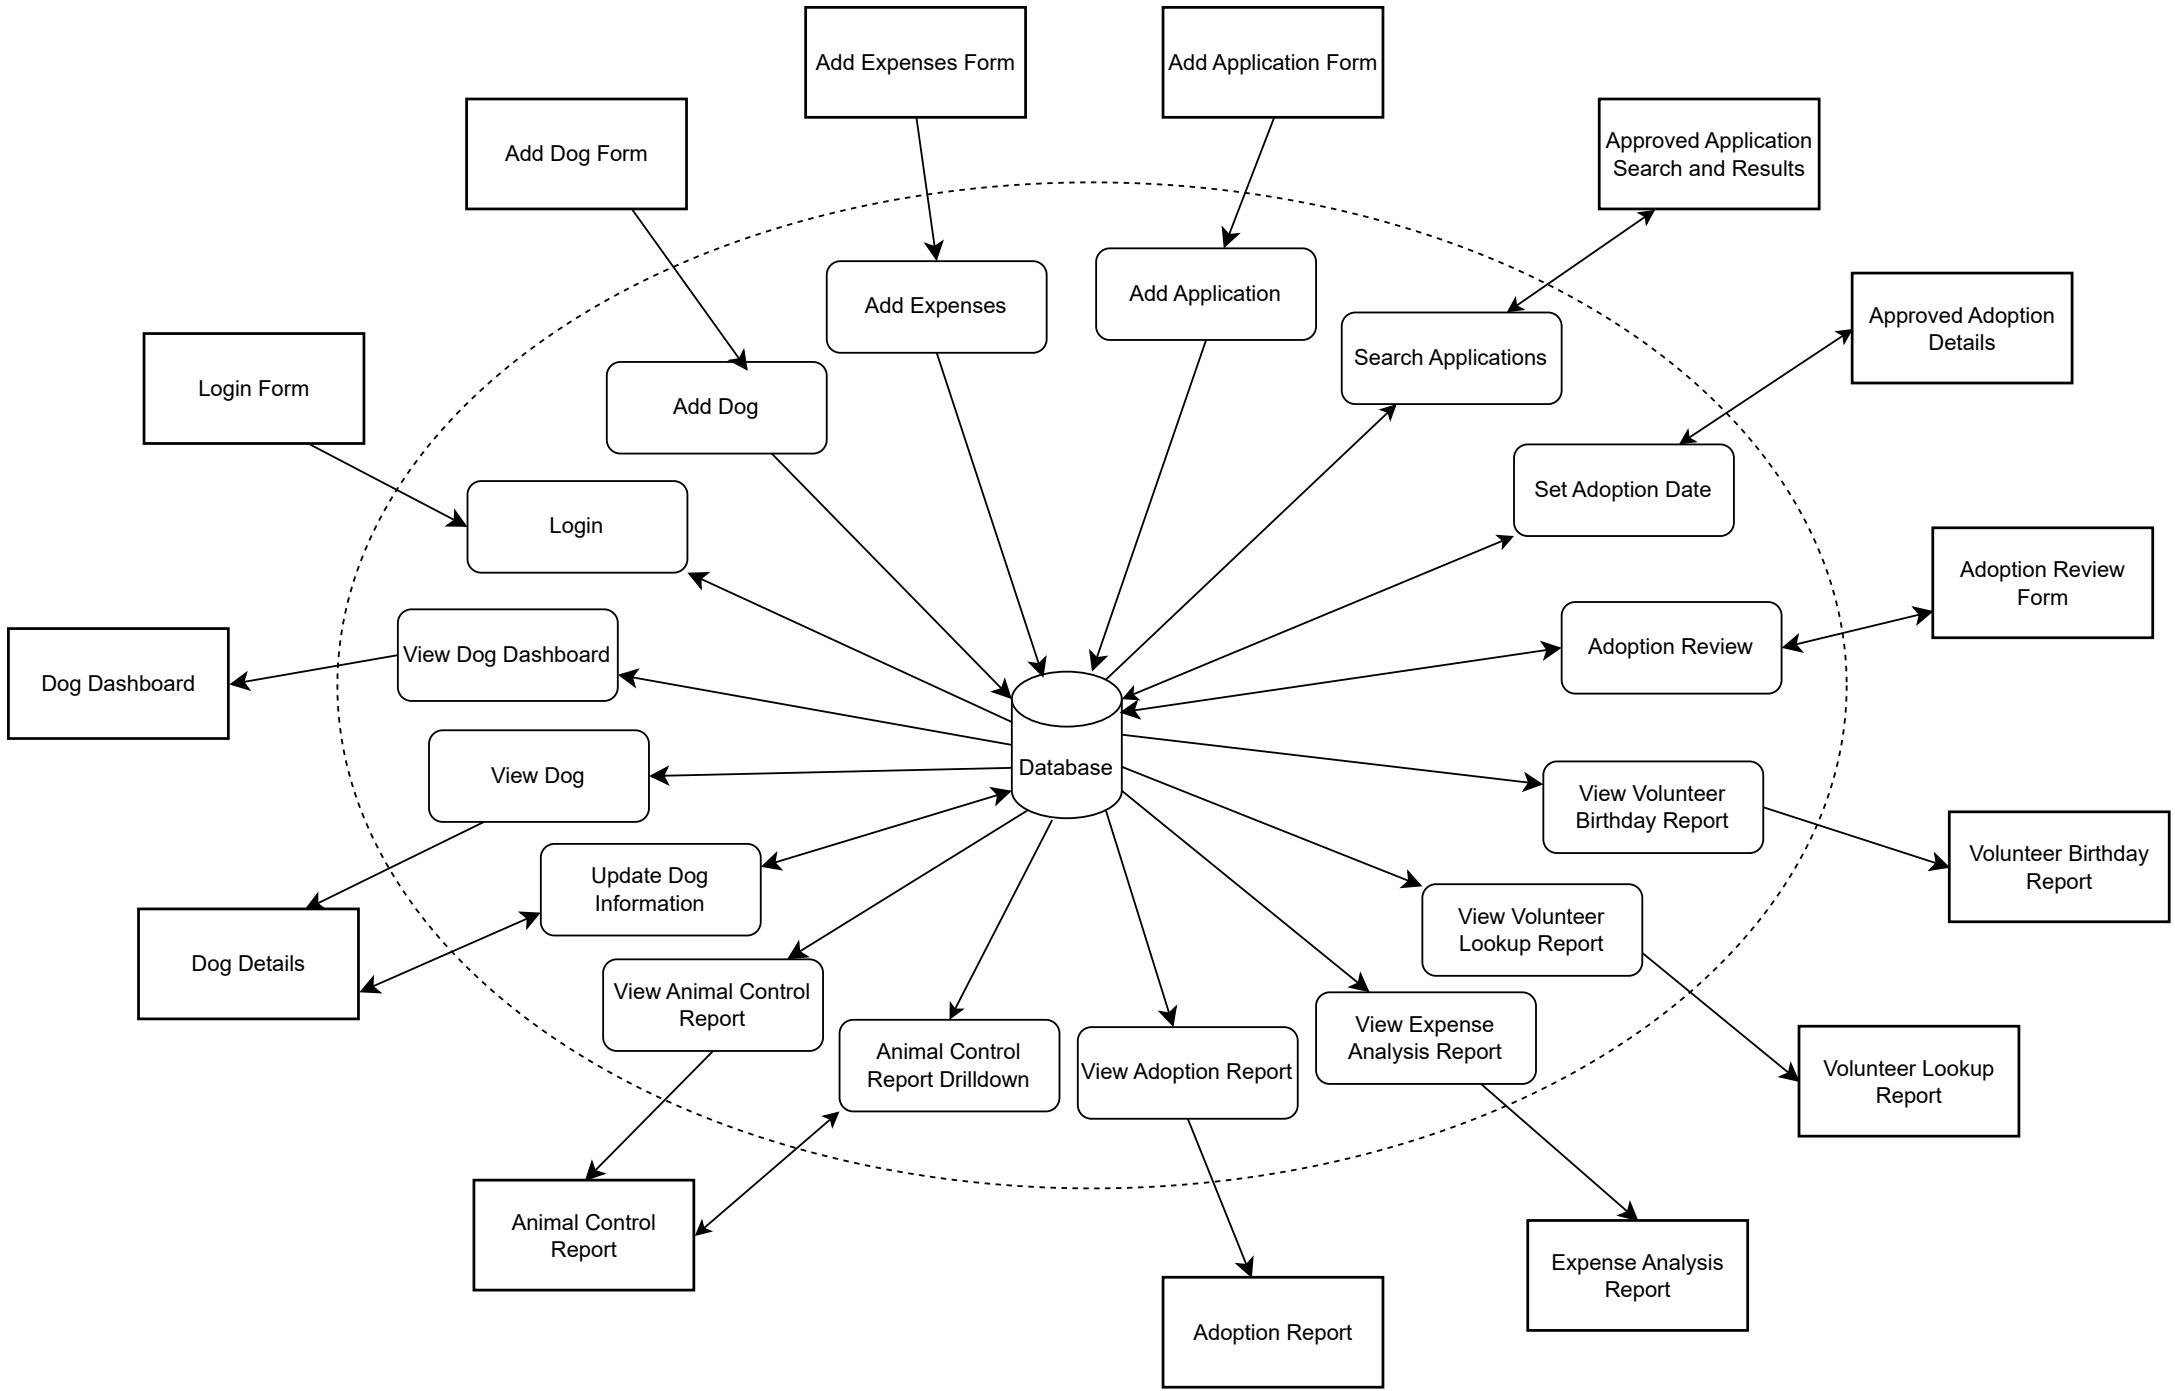 Add Expenses Form
Add Application Form
Add Dog Form
Approved Application
Search and Results
Add Expenses
Add Application
Approved Adoption
Details
Search Applications
Login Form
Add Dog
Set Adoption Date
Login
Adoption Review
Form
Adoption Review
View Dog Dashboard
Dog Dashboard
View Dog
Database
View Volunteer
Birthday Report
Volunteer Birthday
Report
Update Dog
Information
View Volunteer
Lookup Report
Dog Details
View Animal Control
Report
View Expense
Analysis Report
Animal Control
Report Drilldown
View Adoption Report
Volunteer Lookup
Report
Animal Control
Report
Expense Analysis
Report
Adoption Report